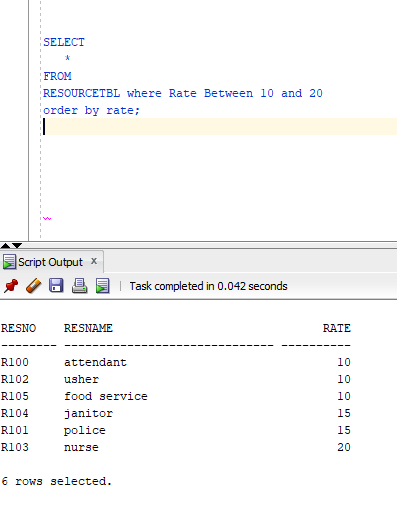 SELECT
*
FROM
RESOURCETBL where Rate Between 10 and 20
order by rate;
Script Output x
Task completed in 0.042 seconds
RESNO RESNAME RATE
-------- ------------------------------ ----------
R100 attendant 10
R102 usher 10
R105 food service 10
R104 janitor 15
R101 police 15
R103 nurse 20
6 rows selected.